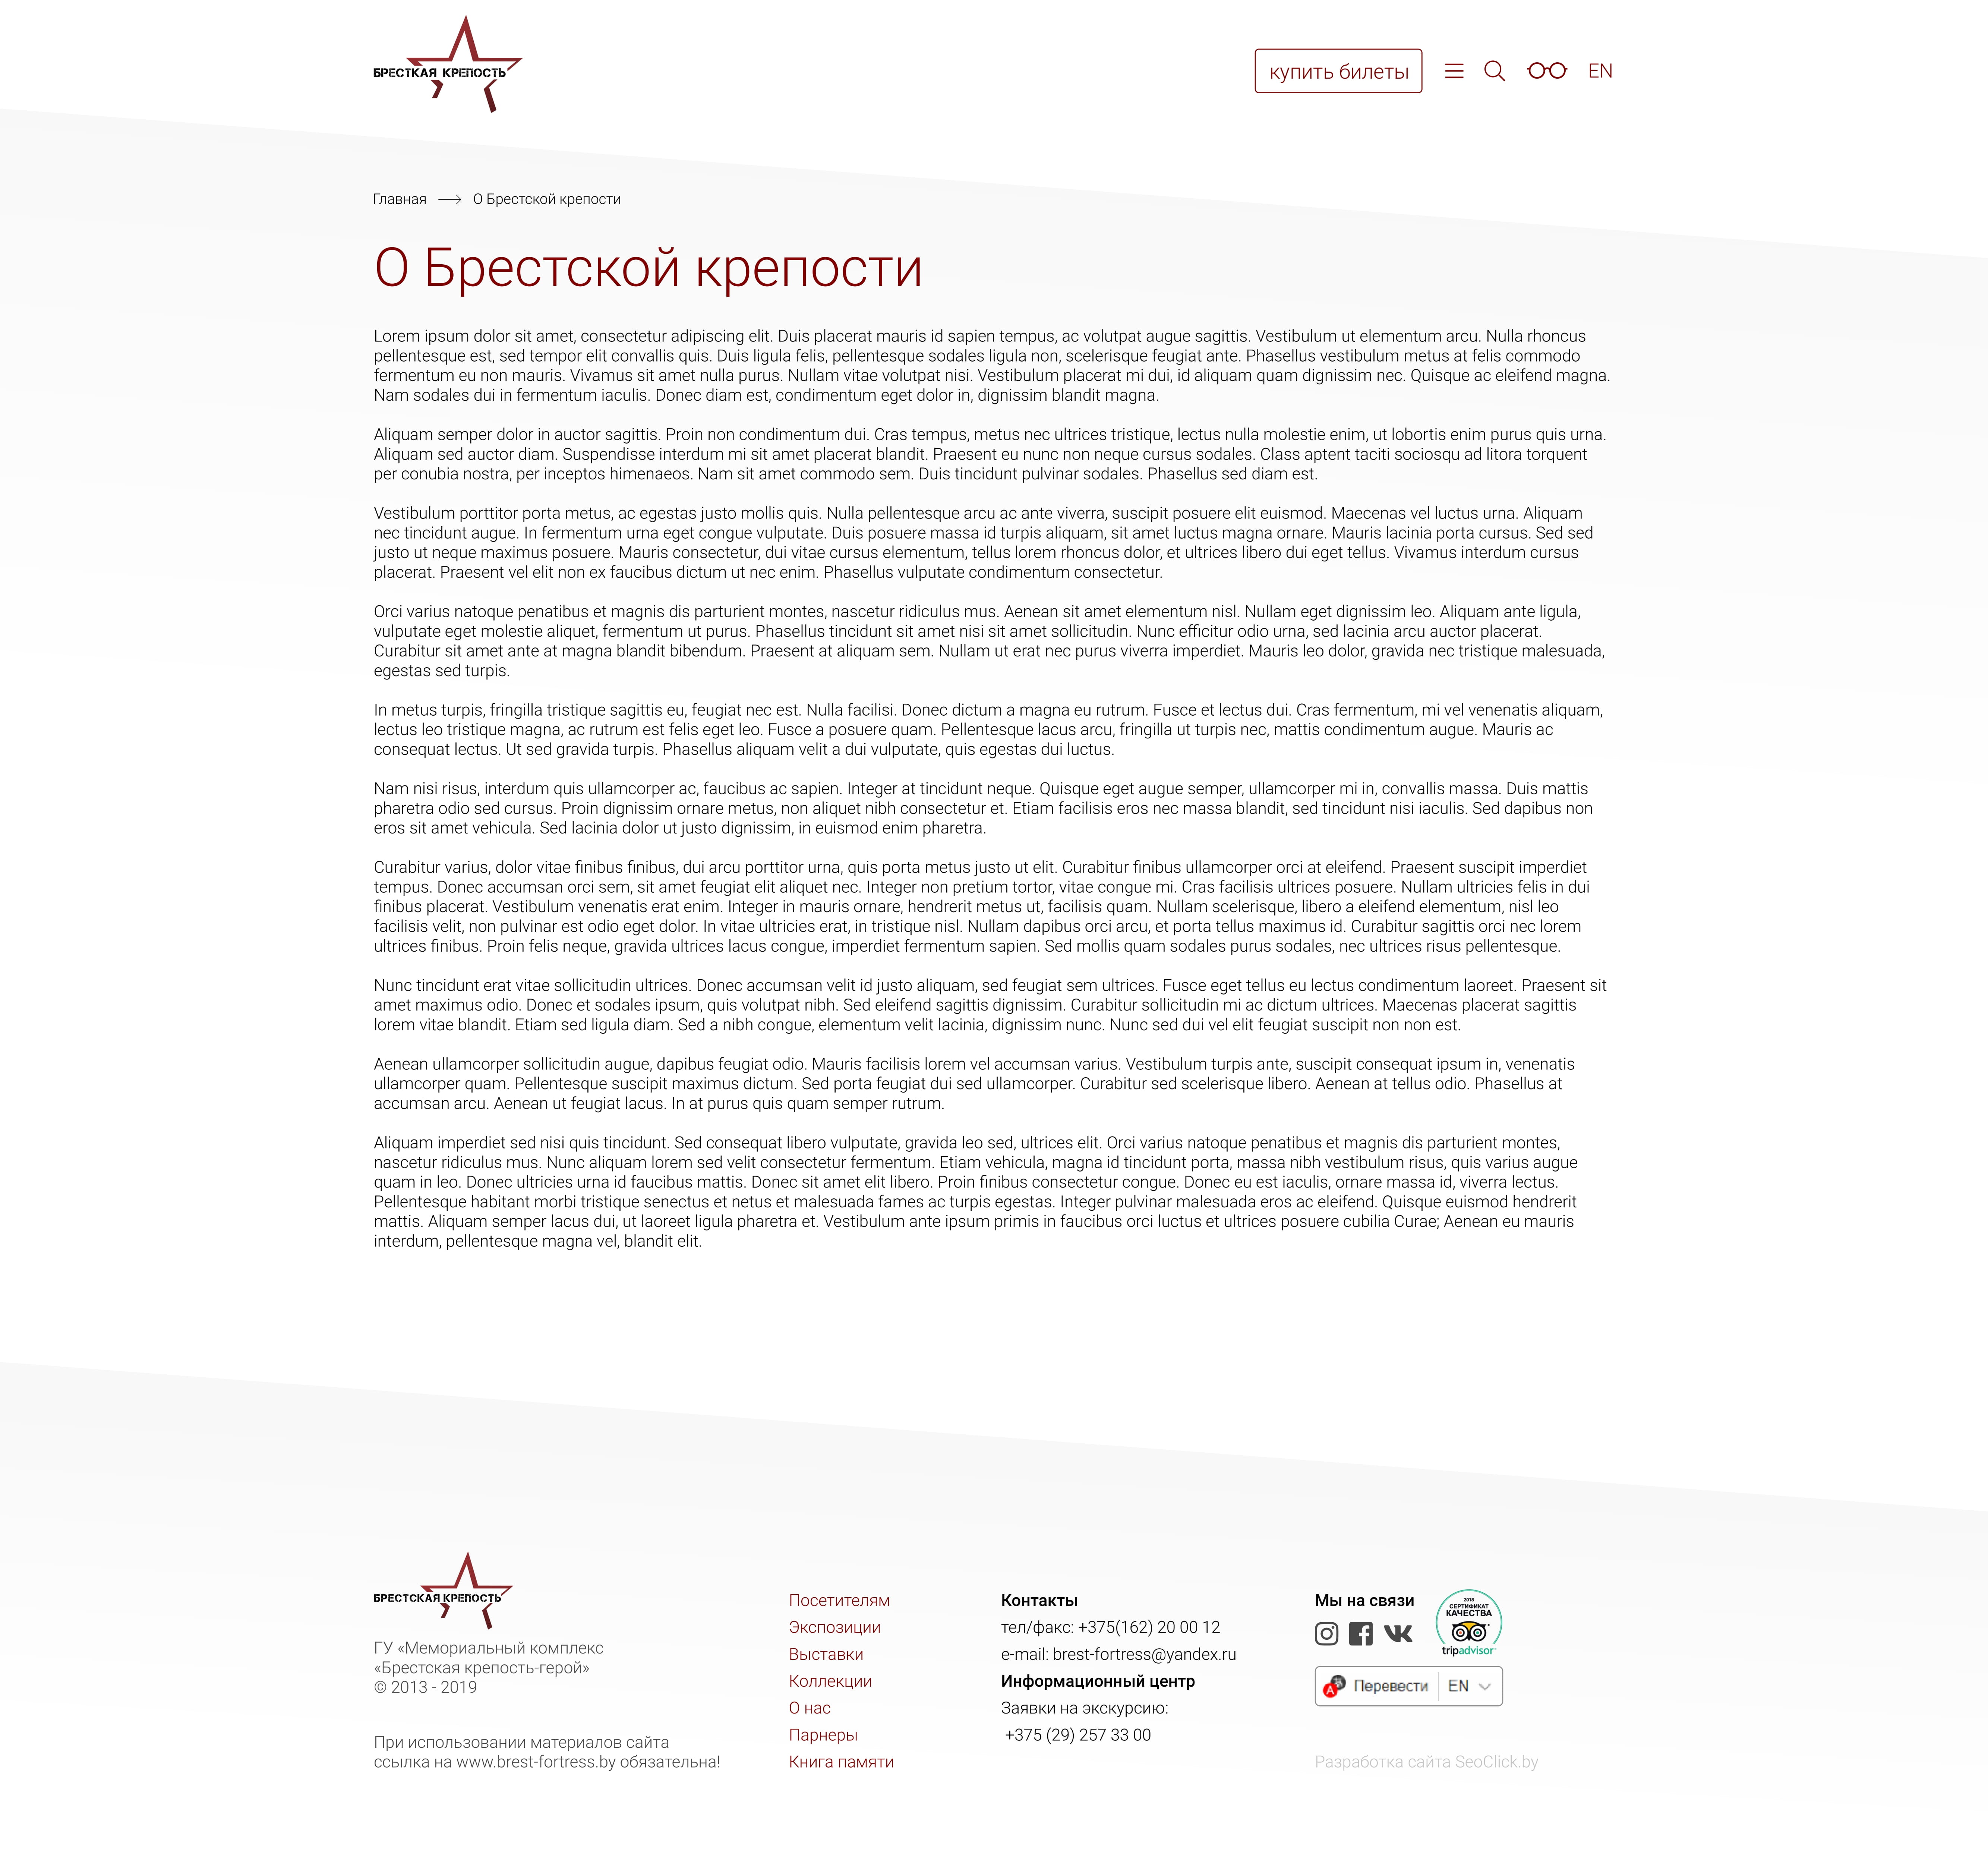 БРЕСТКАЯ КРЕПОСТЬ
купить билеты
EN
Главная
О Брестской крепости
О Брестской крепости
Lorem ipsum dolor sit amet, consectetur adipiscing elit. Duis placerat mauris id sapien tempus, ac volutpat augue sagittis. Vestibulum ut elementum arcu. Nulla rhoncus
pellentesque est, sed tempor elit convallis quis. Duis ligula felis, pellentesque sodales ligula non, scelerisque feugiat ante. Phasellus vestibulum metus at felis commodo
fermentum eu non mauris. Vivamus sit amet nulla purus. Nullam vitae volutpat nisi. Vestibulum placerat mi dui, id aliquam quam dignissim nec. Quisque ac eleifend magna.
Nam sodales dui in fermentum iaculis. Donec diam est, condimentum eget dolor in, dignissim blandit magna.
Aliquam semper dolor in auctor sagittis. Proin non condimentum dui. Cras tempus, metus nec ultrices tristique, lectus nulla molestie enim, ut lobortis enim purus quis urna.
Aliquam sed auctor diam. Suspendisse interdum mi sit amet placerat blandit. Praesent eu nunc non neque cursus sodales. Class aptent taciti sociosqu ad litora torquent
per conubia nostra, per inceptos himenaeos. Nam sit amet commodo sem. Duis tincidunt pulvinar sodales. Phasellus sed diam est.
Vestibulum porttitor porta metus, ac egestas justo mollis quis. Nulla pellentesque arcu ac ante viverra, suscipit posuere elit euismod. Maecenas vel luctus urna. Aliquam
nec tincidunt augue. In fermentum urna eget congue vulputate. Duis posuere massa id turpis aliquam, sit amet luctus magna ornare. Mauris lacinia porta cursus. Sed sed
justo ut neque maximus posuere. Mauris consectetur, dui vitae cursus elementum, tellus lorem rhoncus dolor, et ultrices libero dui eget tellus. Vivamus interdum cursus
placerat. Praesent vel elit non ex faucibus dictum ut nec enim. Phasellus vulputate condimentum consectetur.
Orci varius natoque penatibus et magnis dis parturient montes, nascetur ridiculus mus. Aenean sit amet elementum nisl. Nullam eget dignissim leo. Aliquam ante ligula,
vulputate eget molestie aliquet, fermentum ut purus. Phasellus tincidunt sit amet nisi sit amet sollicitudin. Nunc efficitur odio urna, sed lacinia arcu auctor placerat.
Curabitur sit amet ante at magna blandit bibendum. Praesent at aliquam sem. Nullam ut erat nec purus viverra imperdiet. Mauris leo dolor, gravida nec tristique malesuada,
egestas sed turpis.
In metus turpis, fringilla tristique sagittis eu, feugiat nec est. Nulla facilisi. Donec dictum a magna eu rutrum. Fusce et lectus dui. Cras fermentum, mi vel venenatis aliquam,
lectus leo tristique magna, ac rutrum est felis eget leo. Fusce a posuere quam. Pellentesque lacus arcu, fringilla ut turpis nec, mattis condimentum augue. Mauris ac
consequat lectus. Ut sed gravida turpis. Phasellus aliquam velit a dui vulputate, quis egestas dui luctus.
Nam nisi risus, interdum quis ullamcorper ac, faucibus ac sapien. Integer at tincidunt neque. Quisque eget augue semper, ullamcorper mi in, convallis massa. Duis mattis
pharetra odio sed cursus. Proin dignissim ornare metus, non aliquet nibh consectetur et. Etiam facilisis eros nec massa blandit, sed tincidunt nisi iaculis. Sed dapibus non
eros sit amet vehicula. Sed lacinia dolor ut justo dignissim, in euismod enim pharetra.
Curabitur varius, dolor vitae finibus finibus, dui arcu porttitor urna, quis porta metus justo ut elit. Curabitur finibus ullamcorper orci at eleifend. Praesent suscipit imperdiet
tempus. Donec accumsan orci sem, sit amet feugiat elit aliquet nec. Integer non pretium tortor, vitae congue mi. Cras facilisis ultrices posuere. Nullam ultricies felis in dui
finibus placerat. Vestibulum venenatis erat enim. Integer in mauris ornare, hendrerit metus ut, facilisis quam. Nullam scelerisque, libero a eleifend elementum, nisl leo
facilisis velit, non pulvinar est odio eget dolor. In vitae ultricies erat, in tristique nisl. Nullam dapibus orci arcu, et porta tellus maximus id. Curabitur sagittis orci nec lorem
ultrices finibus. Proin felis neque, gravida ultrices lacus congue, imperdiet fermentum sapien. Sed mollis quam sodales purus sodales, nec ultrices risus pellentesque.
Nunc tincidunt erat vitae sollicitudin ultrices. Donec accumsan velit id justo aliquam, sed feugiat sem ultrices. Fusce eget tellus eu lectus condimentum laoreet. Praesent sit
amet maximus odio. Donec et sodales ipsum, quis volutpat nibh. Sed eleifend sagittis dignissim. Curabitur sollicitudin mi ac dictum ultrices. Maecenas placerat sagittis
lorem vitae blandit. Etiam sed ligula diam. Sed a nibh congue, elementum velit lacinia, dignissim nunc. Nunc sed dui vel elit feugiat suscipit non non est.
Aenean ullamcorper sollicitudin augue, dapibus feugiat odio. Mauris facilisis lorem vel accumsan varius. Vestibulum turpis ante, suscipit consequat ipsum in, venenatis
ullamcorper quam. Pellentesque suscipit maximus dictum. Sed porta feugiat dui sed ullamcorper. Curabitur sed scelerisque libero. Aenean at tellus odio. Phasellus at
accumsan arcu. Aenean ut feugiat lacus. In at purus quis quam semper rutrum.
Aliquam imperdiet sed nisi quis tincidunt. Sed consequat libero vulputate, gravida leo sed, ultrices elit. Orci varius natoque penatibus et magnis dis parturient montes,
nascetur ridiculus mus. Nunc aliquam lorem sed velit consectetur fermentum. Etiam vehicula, magna id tincidunt porta, massa nibh vestibulum risus, quis varius augue
quam in leo. Donec ultricies urna id faucibus mattis. Donec sit amet elit libero. Proin finibus consectetur congue. Donec eu est iaculis, ornare massa id, viverra lectus.
Pellentesque habitant morbi tristique senectus et netus et malesuada fames ac turpis egestas. Integer pulvinar malesuada eros ac eleifend. Quisque euismod hendrerit
mattis. Aliquam semper lacus dui, ut laoreet ligula pharetra et. Vestibulum ante ipsum primis in faucibus orci luctus et ultrices posuere cubilia Curae; Aenean eu mauris
interdum, pellentesque magna vel, blandit elit.
БРЕСТСКАЯ КРЕПОСТЬ
ГУ «Мемориальный комплекс
«Брестская крепость-герой»
© 2013 - 2019
При использовании материалов сайта
ссылка на www.brest-fortress.by обязательна!
Посетителям
Экспозиции
Выставки
Коллекции
О нас
Парнеры
Книга памяти
Контакты
тел/факс: +375(162) 20 00 12
e-mail: brest-fortress@yandex.ru
Информационный центр
Заявки на экскурсию:
+375 (29) 257 33 00
Мы на связи
2018
СЕРТИФИКАТ
КАЧЕСТВА
tripadvisor
Перевести
EN
Разработка сайта SeoClick.by